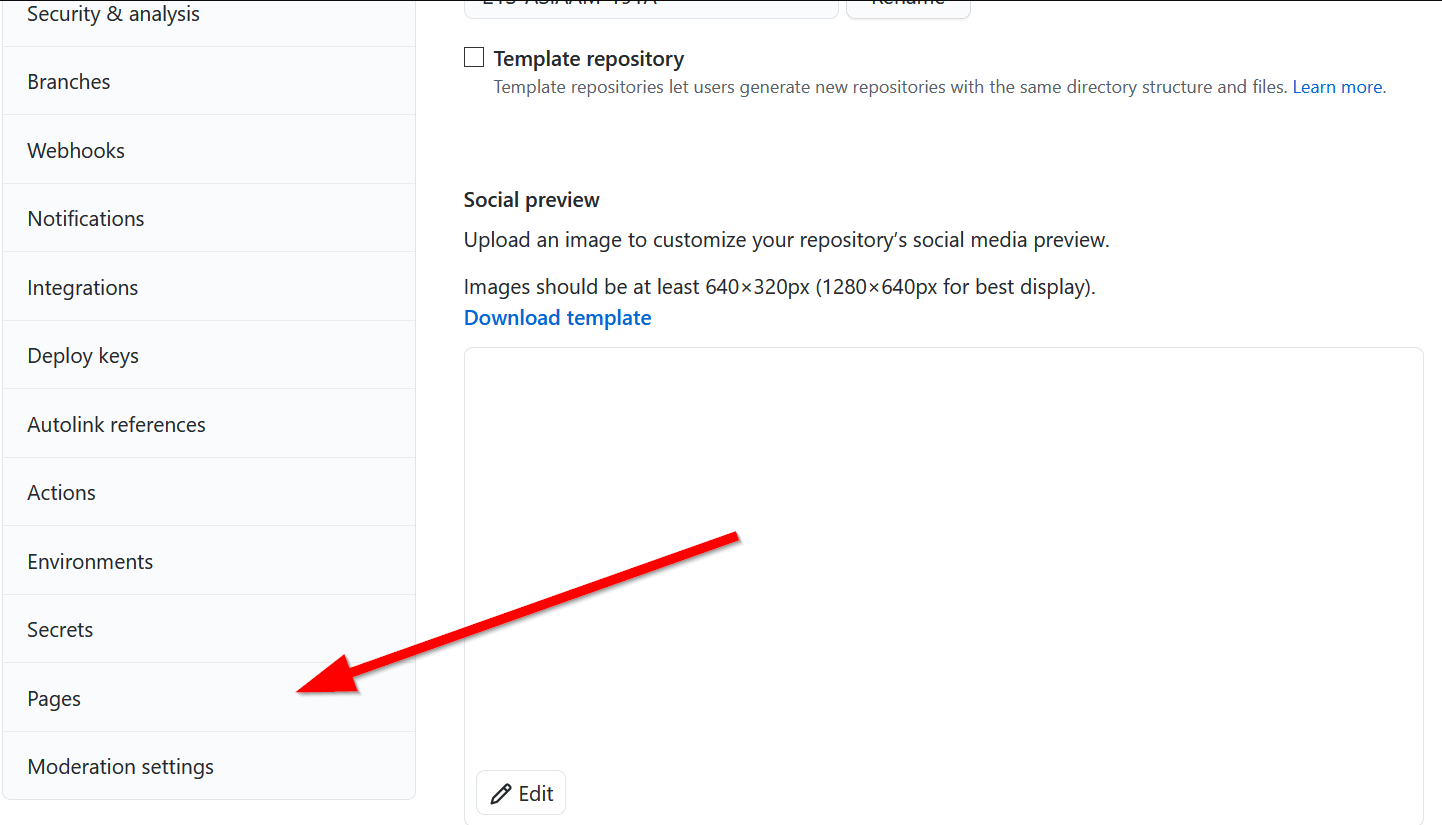 Security & analysis
Branches
Webhooks
Notifications
Integrations
Deploy keys
Autolink references
Actions
Environments
Secrets
Pages
Moderation settings
Rename
Template repository
Template repositories let users generate new repositories with the same directory structure and files. Learn more.
Social preview
Upload an image to customize your repository’s social media preview.
Images should be at least 640×320px (1280×640px for best display).
Download template
Edit